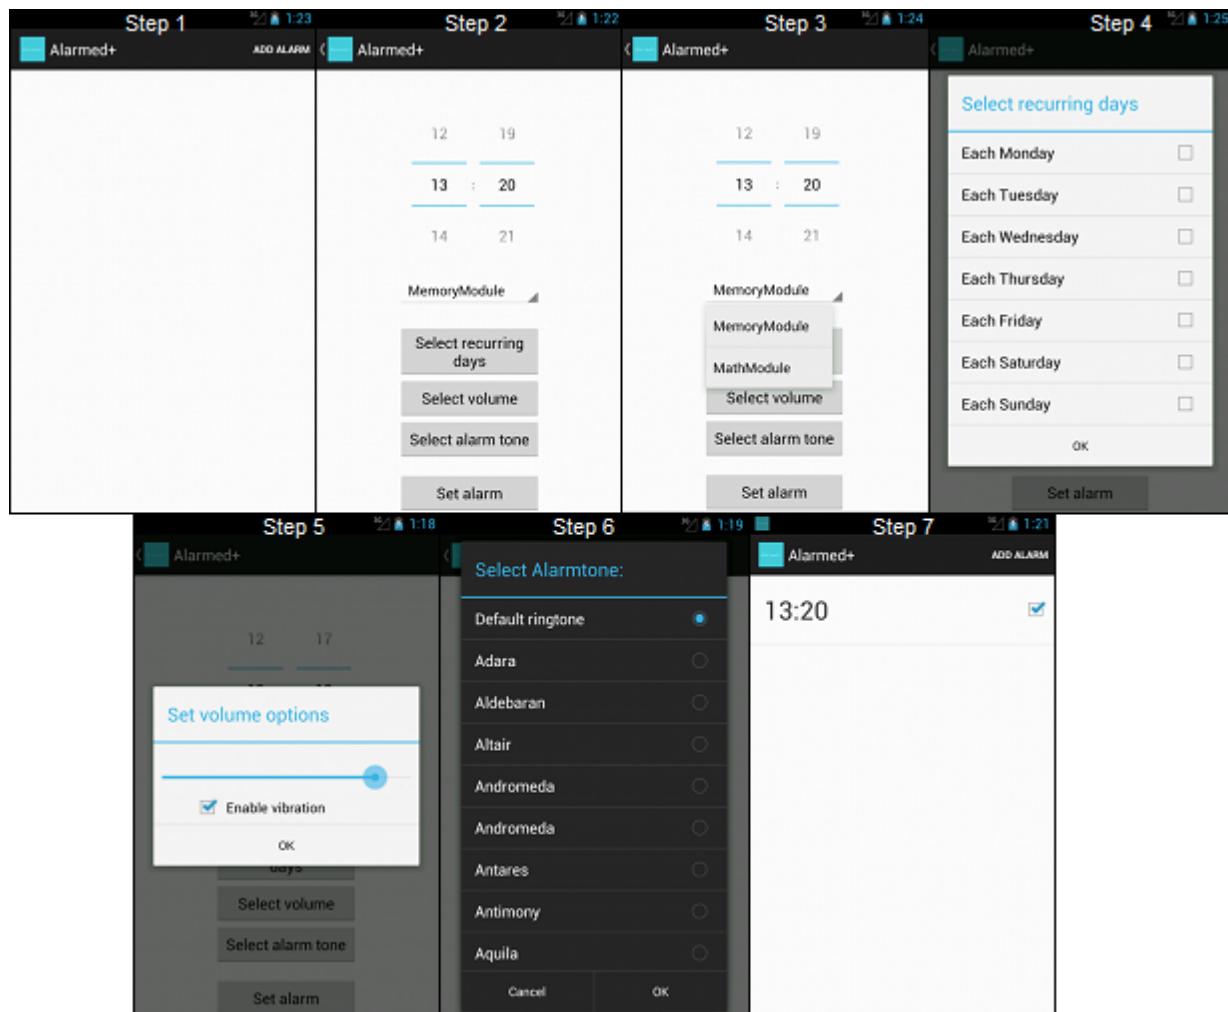 Step 1
1:23
Alarmed+
ADD ALARM
Step 2
1:22
Alarmed+
12 19
13 : 20
14 21
MemoryModule
Select recurring
days
Select volume
Select alarm tone
Set alarm
Step 3
1:24
Alarmed+
12 19
13 : 20
14 21
MemoryModule
MemoryModule
MathModule
Select volume
Select alarm tone
Set alarm
Step 4
1:25
Alarmed+
Select recurring days
Each Monday
Each Tuesday
Each Wednesday
Each Thursday
Each Friday
Each Saturday
Each Sunday
OK
Set alarm
Step 5
1:18
Alarmed+
12 17
Set volume options
Enable vibration
OK
days
Select volume
Select alarm tone
Set alarm
Step 6
1:19
Select Alarmtone:
Default ringtone
Adara
Aldebaran
Altair
Andromeda
Andromeda
Antares
Antimony
Aquila
Cancel OK
Step 7
1:21
Alarmed+
ADD ALARM
13:20